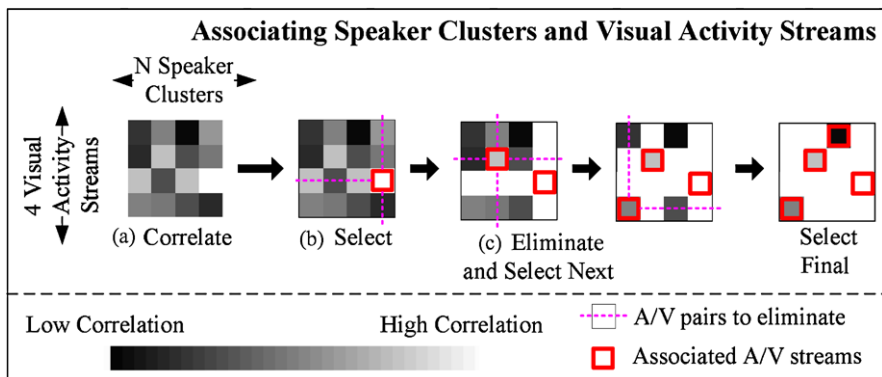 Associating Speaker Clusters and Visual Activity Streams
N Speaker
Clusters
4 Visual
Activity
Streams
(a) Correlate
(b) Select
(c) Eliminate
and Select Next
Select
Final
Low Correlation
High Correlation
A/V pairs to eliminate
Associated A/V streams